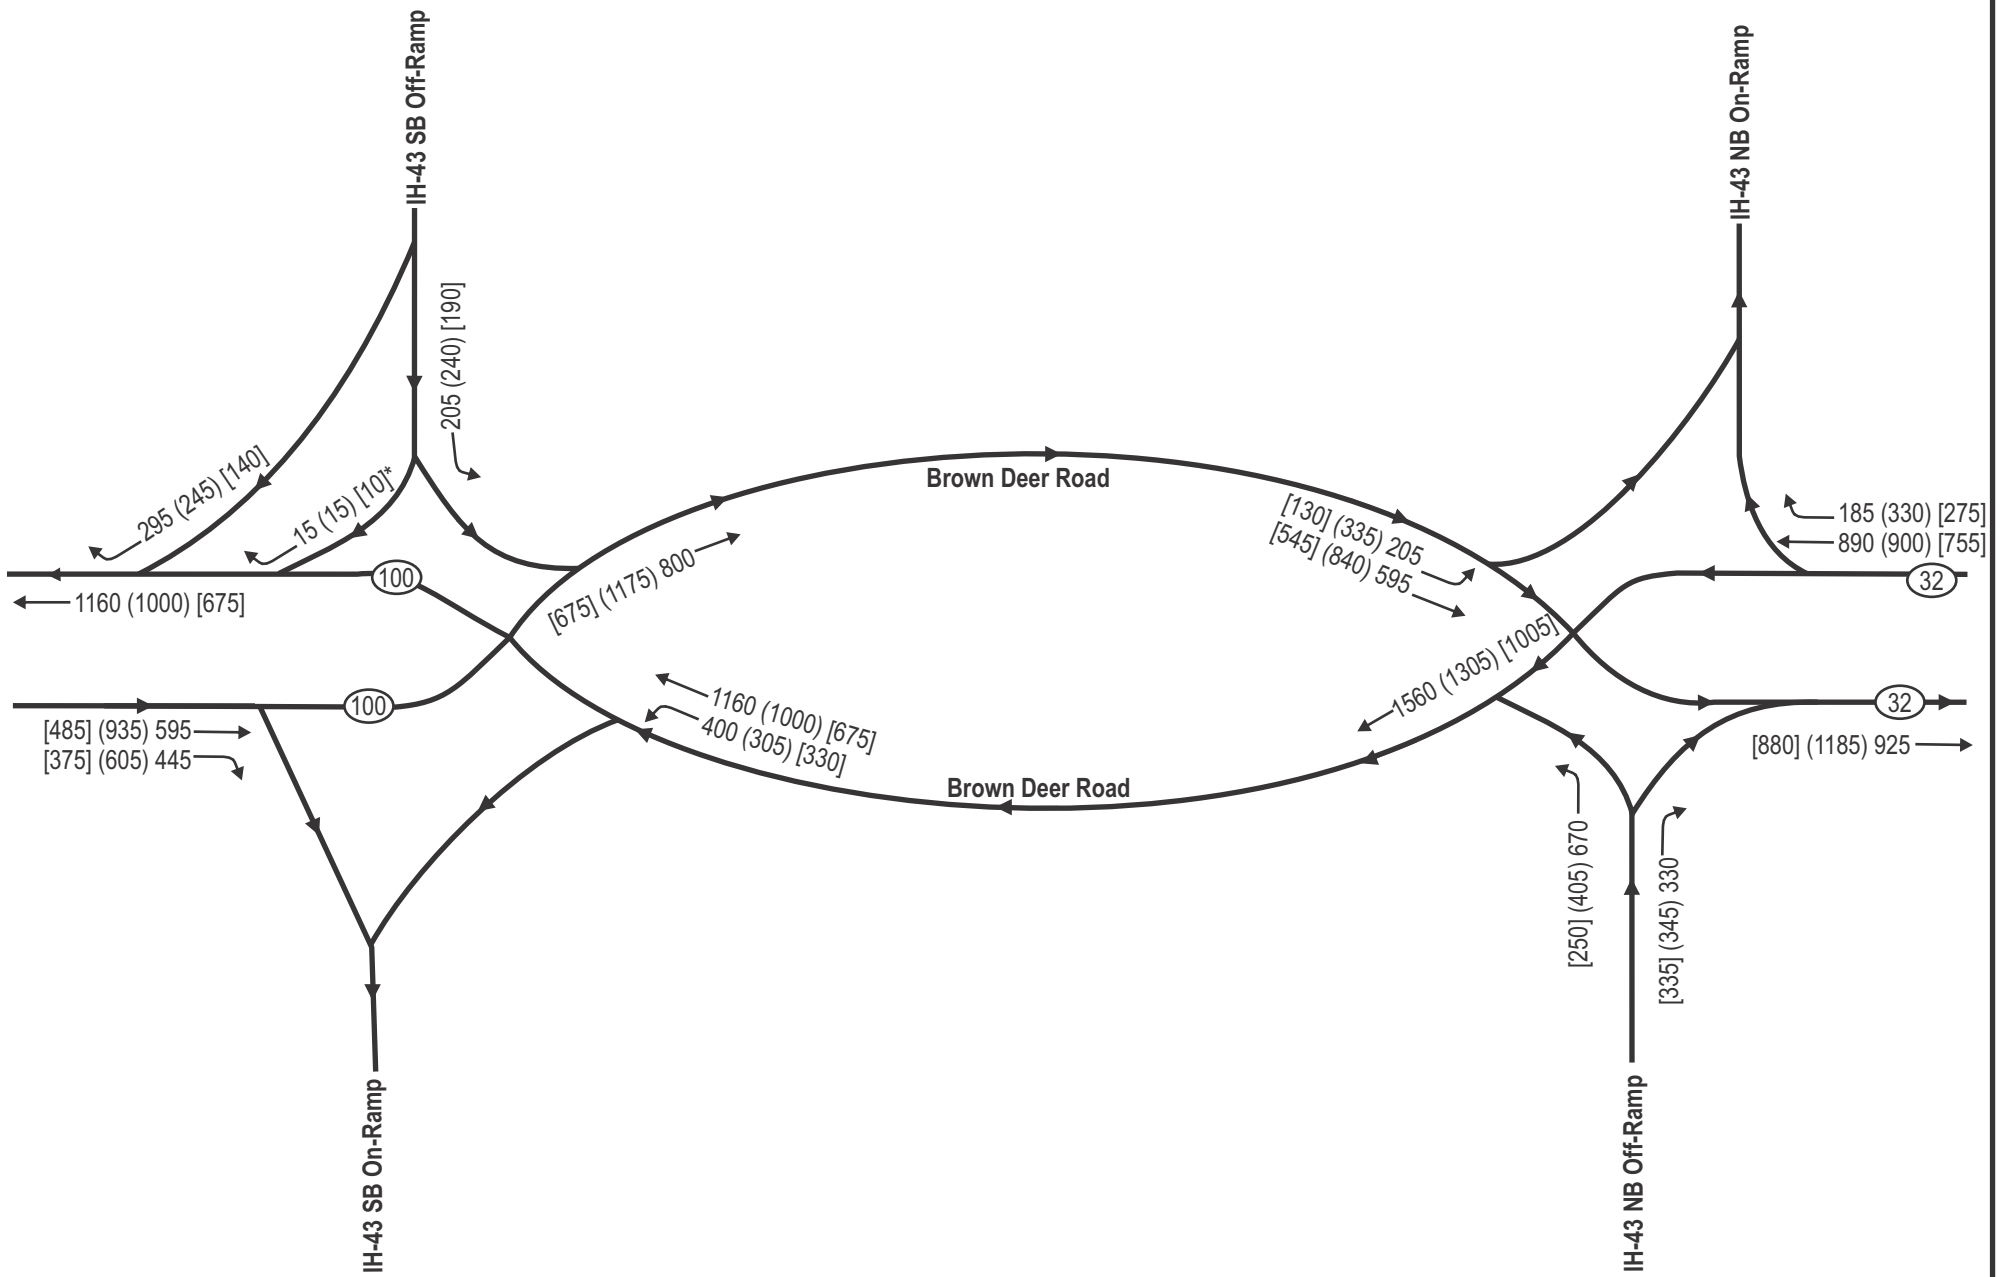 IH-43 SB Off-Ramp
IH-43 NB On-Ramp
205 (240) [190]
295 (245) [140]
15 (15) [10]*
Brown Deer Road
[130] (335) 205
[545] (840) 595
185 (330) [275]
890 (900) [755]
100
32
1160 (1000) [675]
[675] (1175) 800
1560 (1305) [1005]
100
32
[485] (935) 595
[375] (605) 445
1160 (1000) [675]
400 (305) [330]
[880] (1185) 925
Brown Deer Road
[250] (405) 670
[335] (345) 330
IH-43 SB On-Ramp
IH-43 NB Off-Ramp